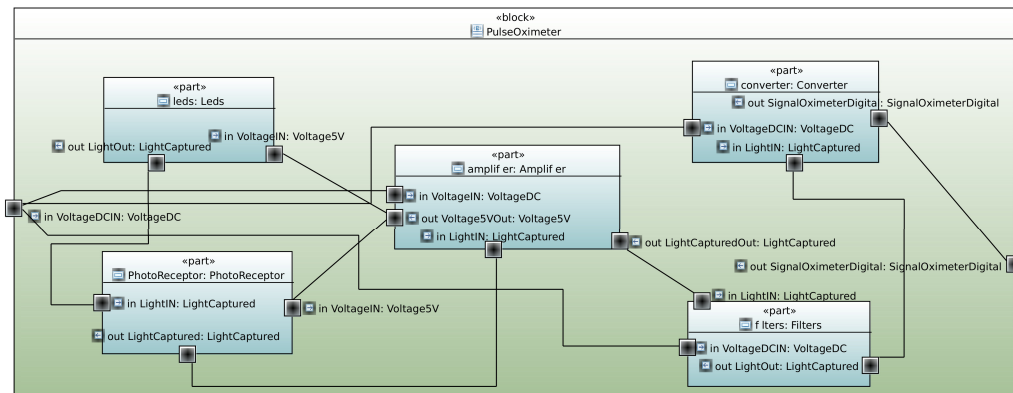 «block»
PulseOximeter
«part»
leds: Leds
out LightOut: LightCaptured
in VoltageIN: Voltage5V
«part»
converter: Converter
out SignalOximeterDigital: SignalOximeterDigital
in VoltageDCIN: VoltageDC
in LightIN: LightCaptured
«part»
amplif er: Amplif er
in VoltageIN: VoltageDC
out Voltage5VOut: Voltage5V
in LightIN: LightCaptured
out LightCapturedOut: LightCaptured
in VoltageDCIN: VoltageDC
«part»
PhotoReceptor: PhotoReceptor
in LightIN: LightCaptured
in VoltageIN: Voltage5V
out LightCaptured: LightCaptured
out SignalOximeterDigital: SignalOximeterDigital
in LightIN: LightCaptured
«part»
f lters: Filters
in VoltageDCIN: VoltageDC
out LightOut: LightCaptured